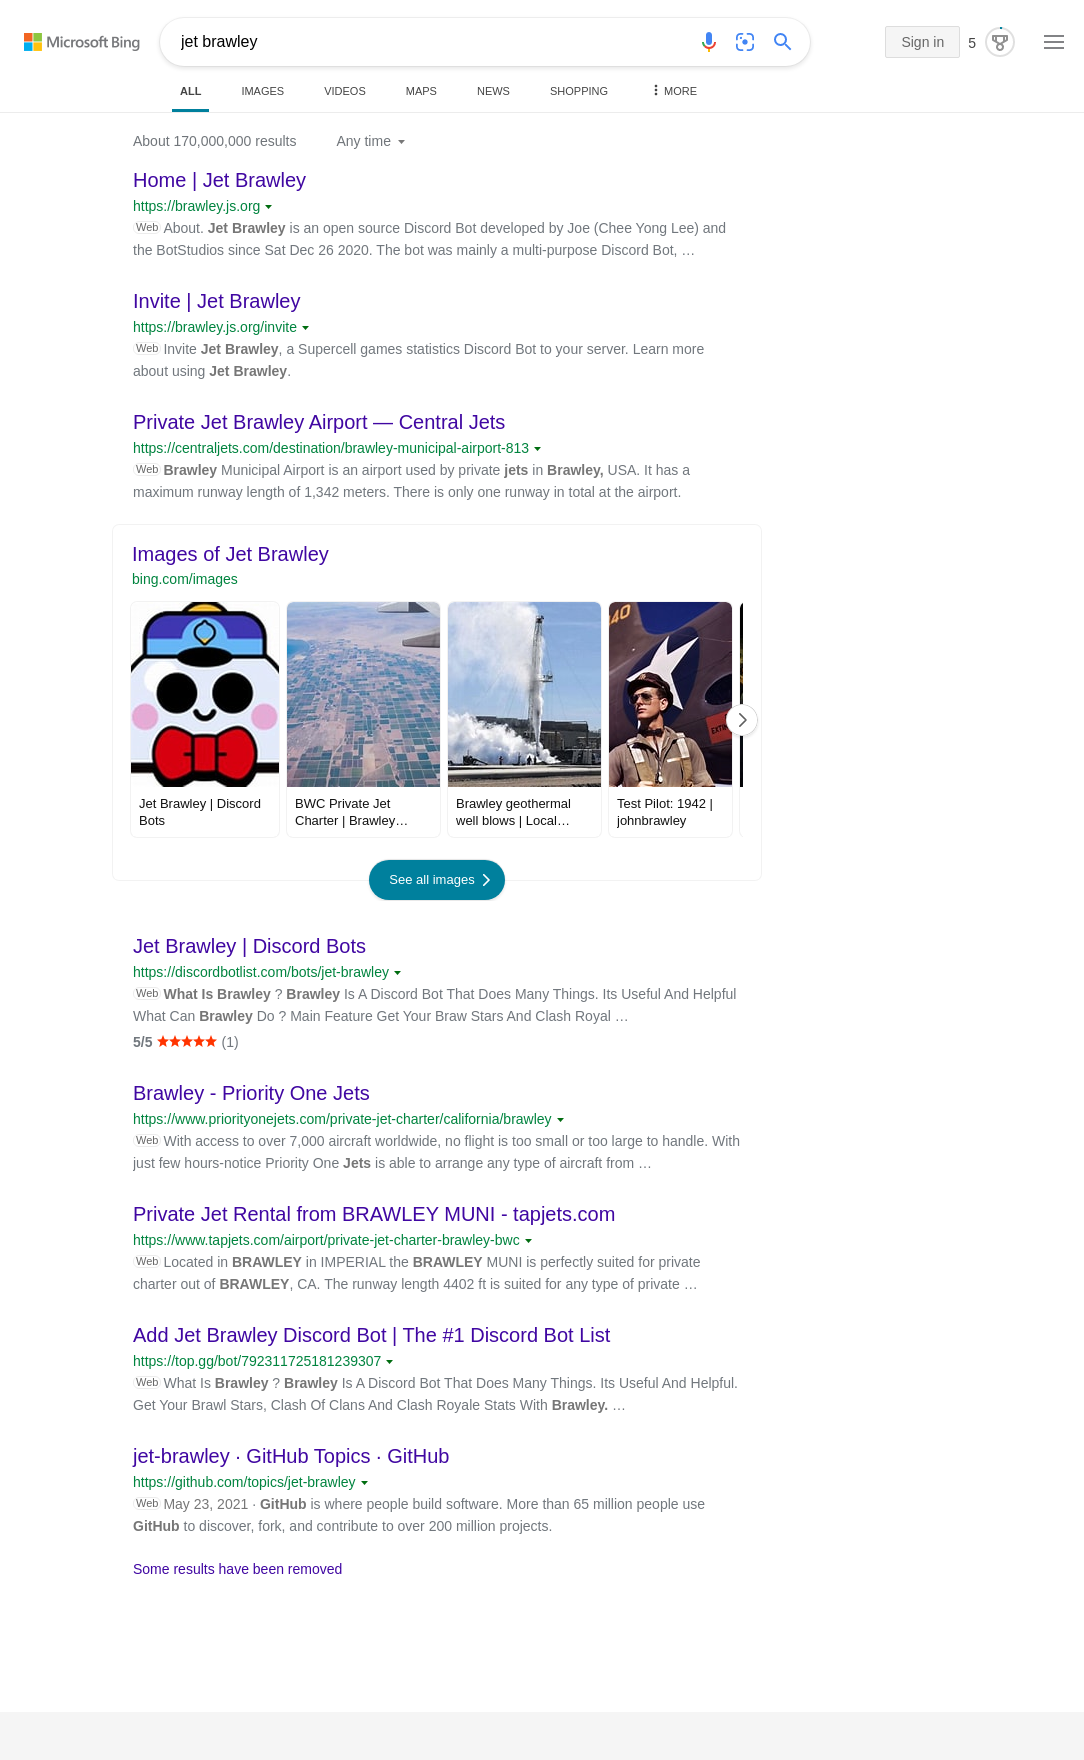 Microsoft Bing
jet brawley
Sign in
5
ALL
IMAGES
VIDEOS
MAPS
NEWS
SHOPPING
MORE
About 170,000,000 results
Any time
Home | Jet Brawley
https://brawley.js.org
Web About. Jet Brawley is an open source Discord Bot developed by Joe (Chee Yong Lee) and
the BotStudios since Sat Dec 26 2020. The bot was mainly a multi-purpose Discord Bot, …
Invite | Jet Brawley
https://brawley.js.org/invite
Web Invite Jet Brawley, a Supercell games statistics Discord Bot to your server. Learn more
about using Jet Brawley.
Private Jet Brawley Airport — Central Jets
https://centraljets.com/destination/brawley-municipal-airport-813
Web Brawley Municipal Airport is an airport used by private jets in Brawley, USA. It has a
maximum runway length of 1,342 meters. There is only one runway in total at the airport.
Images of Jet Brawley
bing.com/images
Jet Brawley | Discord
Bots
BWC Private Jet
Charter | Brawley…
Brawley geothermal
well blows | Local…
Test Pilot: 1942 |
johnbrawley
See all images
Jet Brawley | Discord Bots
https://discordbotlist.com/bots/jet-brawley
Web What Is Brawley ? Brawley Is A Discord Bot That Does Many Things. Its Useful And Helpful
What Can Brawley Do ? Main Feature Get Your Braw Stars And Clash Royal …
5/5 (1)
Brawley - Priority One Jets
https://www.priorityonejets.com/private-jet-charter/california/brawley
Web With access to over 7,000 aircraft worldwide, no flight is too small or too large to handle. With
just few hours-notice Priority One Jets is able to arrange any type of aircraft from …
Private Jet Rental from BRAWLEY MUNI - tapjets.com
https://www.tapjets.com/airport/private-jet-charter-brawley-bwc
Web Located in BRAWLEY in IMPERIAL the BRAWLEY MUNI is perfectly suited for private
charter out of BRAWLEY, CA. The runway length 4402 ft is suited for any type of private …
Add Jet Brawley Discord Bot | The #1 Discord Bot List
https://top.gg/bot/792311725181239307
Web What Is Brawley ? Brawley Is A Discord Bot That Does Many Things. Its Useful And Helpful.
Get Your Brawl Stars, Clash Of Clans And Clash Royale Stats With Brawley. …
jet-brawley · GitHub Topics · GitHub
https://github.com/topics/jet-brawley
Web May 23, 2021 · GitHub is where people build software. More than 65 million people use
GitHub to discover, fork, and contribute to over 200 million projects.
Some results have been removed